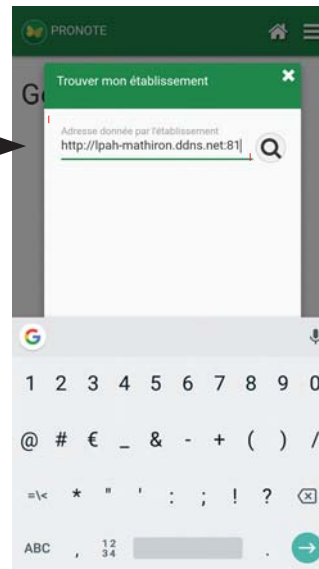 PRONOTE
Trouver mon établissement
Adresse donnée par l'établissement
http://lpah-mathiron.ddns.net:81
1 2 3 4 5 6 7 8 9 0
@ # € _ & - + ( ) /
=\< * " ' : ; ! ?
ABC , 12 34 .